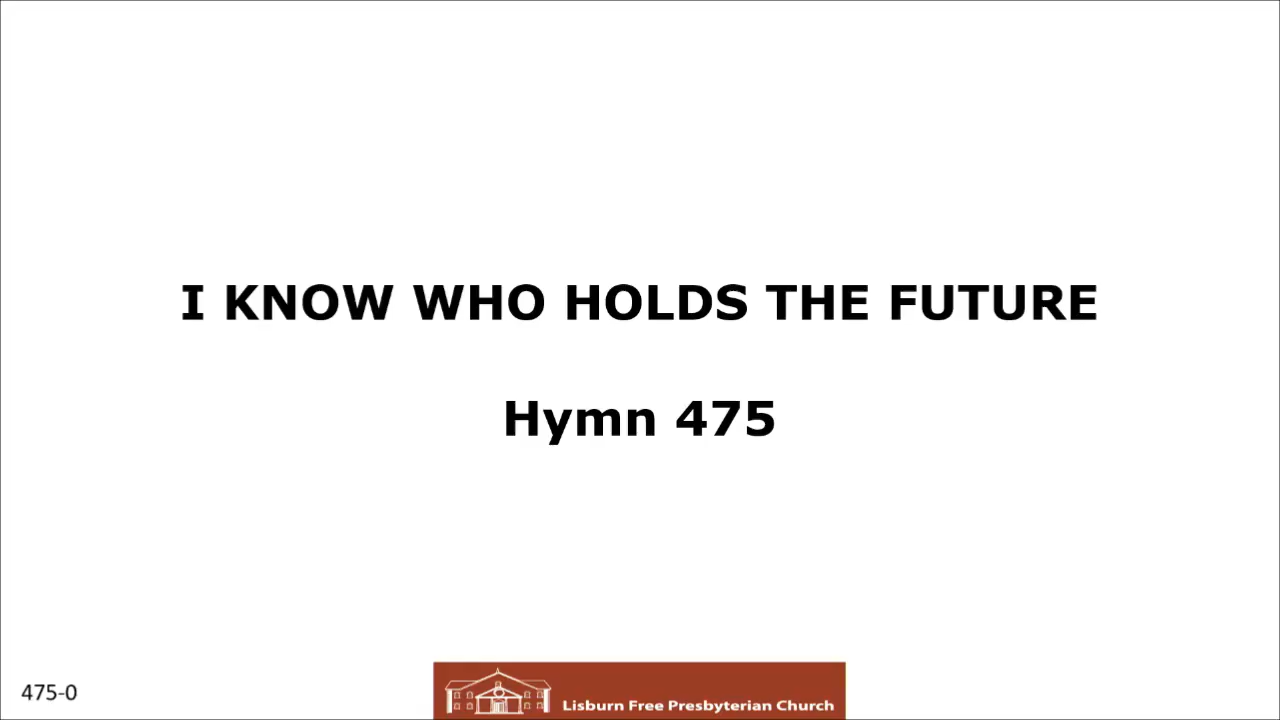 I KNOW WHO HOLDS THE FUTURE
Hymn 475
475-0
Lisburn Free Presbyterian Church